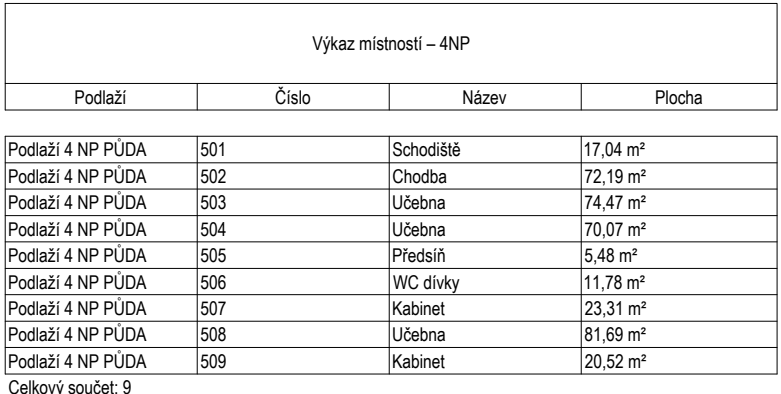 Výkaz místností – 4NP
Podlaží Číslo Název Plocha
Podlaží 4 NP PŮDA 501 Schodiště 17,04 m²
Podlaží 4 NP PŮDA 502 Chodba 72,19 m²
Podlaží 4 NP PŮDA 503 Učebna 74,47 m²
Podlaží 4 NP PŮDA 504 Učebna 70,07 m²
Podlaží 4 NP PŮDA 505 Předsíň 5,48 m²
Podlaží 4 NP PŮDA 506 WC dívky 11,78 m²
Podlaží 4 NP PŮDA 507 Kabinet 23,31 m²
Podlaží 4 NP PŮDA 508 Učebna 81,69 m²
Podlaží 4 NP PŮDA 509 Kabinet 20,52 m²
Celkový součet: 9